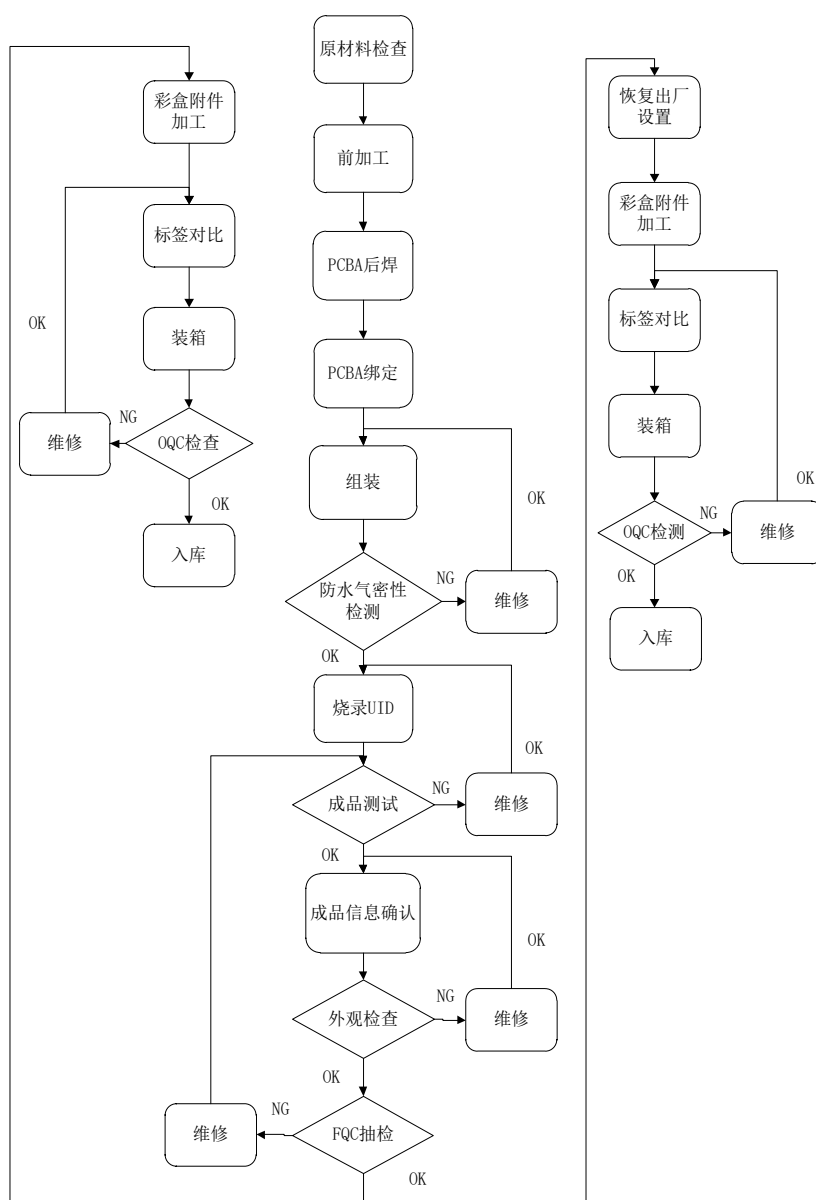 原材料检查
前加工
PCBA后焊
PCBA绑定
组装
防水气密性
检测
NG
维修
OK
OK
烧录UID
成品测试
NG
维修
OK
OK
成品信息确认
外观检查
NG
维修
OK
OK
FQC抽检
NG
维修
OK
彩盒附件
加工
标签对比
装箱
OQC检查
NG
维修
OK
OK
入库
恢复出厂
设置
彩盒附件
加工
标签对比
装箱
OQC检测
NG
维修
OK
OK
入库